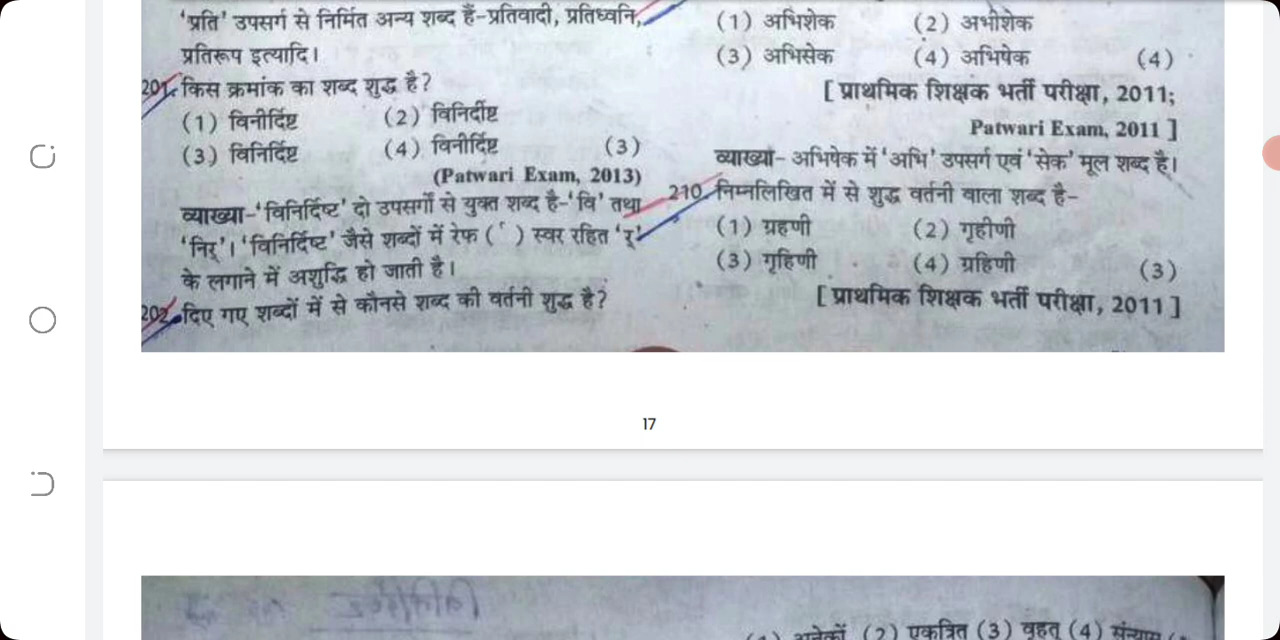 'प्रति' उपसर्ग से निर्मित अन्य शब्द हैं-प्रतिवादी, प्रतिध्वनि,
प्रतिरूप इत्यादि।
201. किस क्रमांक का शब्द शुद्ध है?
(1) विनीर्दिष्ट (2) विनिर्दीष्ट
(3) विनिर्दिष्ट (4) विनीर्दिष्ट (3)
(Patwari Exam, 2013)
व्याख्या-'विनिर्दिष्ट' दो उपसर्गों से युक्त शब्द है-'वि' तथा
'निर्'। 'विनिर्दिष्ट' जैसे शब्दों में रेफ ( र्‍ ) स्वर रहित 'र्'
के लगाने में अशुद्धि हो जाती है।
202. दिए गए शब्दों में से कौनसे शब्द की वर्तनी शुद्ध है?
(1) अभिशेक (2) अभीशेक
(3) अभिसेक (4) अभिषेक (4)
[ प्राथमिक शिक्षक भर्ती परीक्षा, 2011;
Patwari Exam, 2011 ]
व्याख्या- अभिषेक में 'अभि' उपसर्ग एवं 'सेक' मूल शब्द है।
210. निम्नलिखित में से शुद्ध वर्तनी वाला शब्द है-
(1) ग्रहणी (2) गृहीणी
(3) गृहिणी (4) ग्रहिणी (3)
[ प्राथमिक शिक्षक भर्ती परीक्षा, 2011 ]
17
(1) अनेकों (2) एकत्रित (3) वृहत् (4)